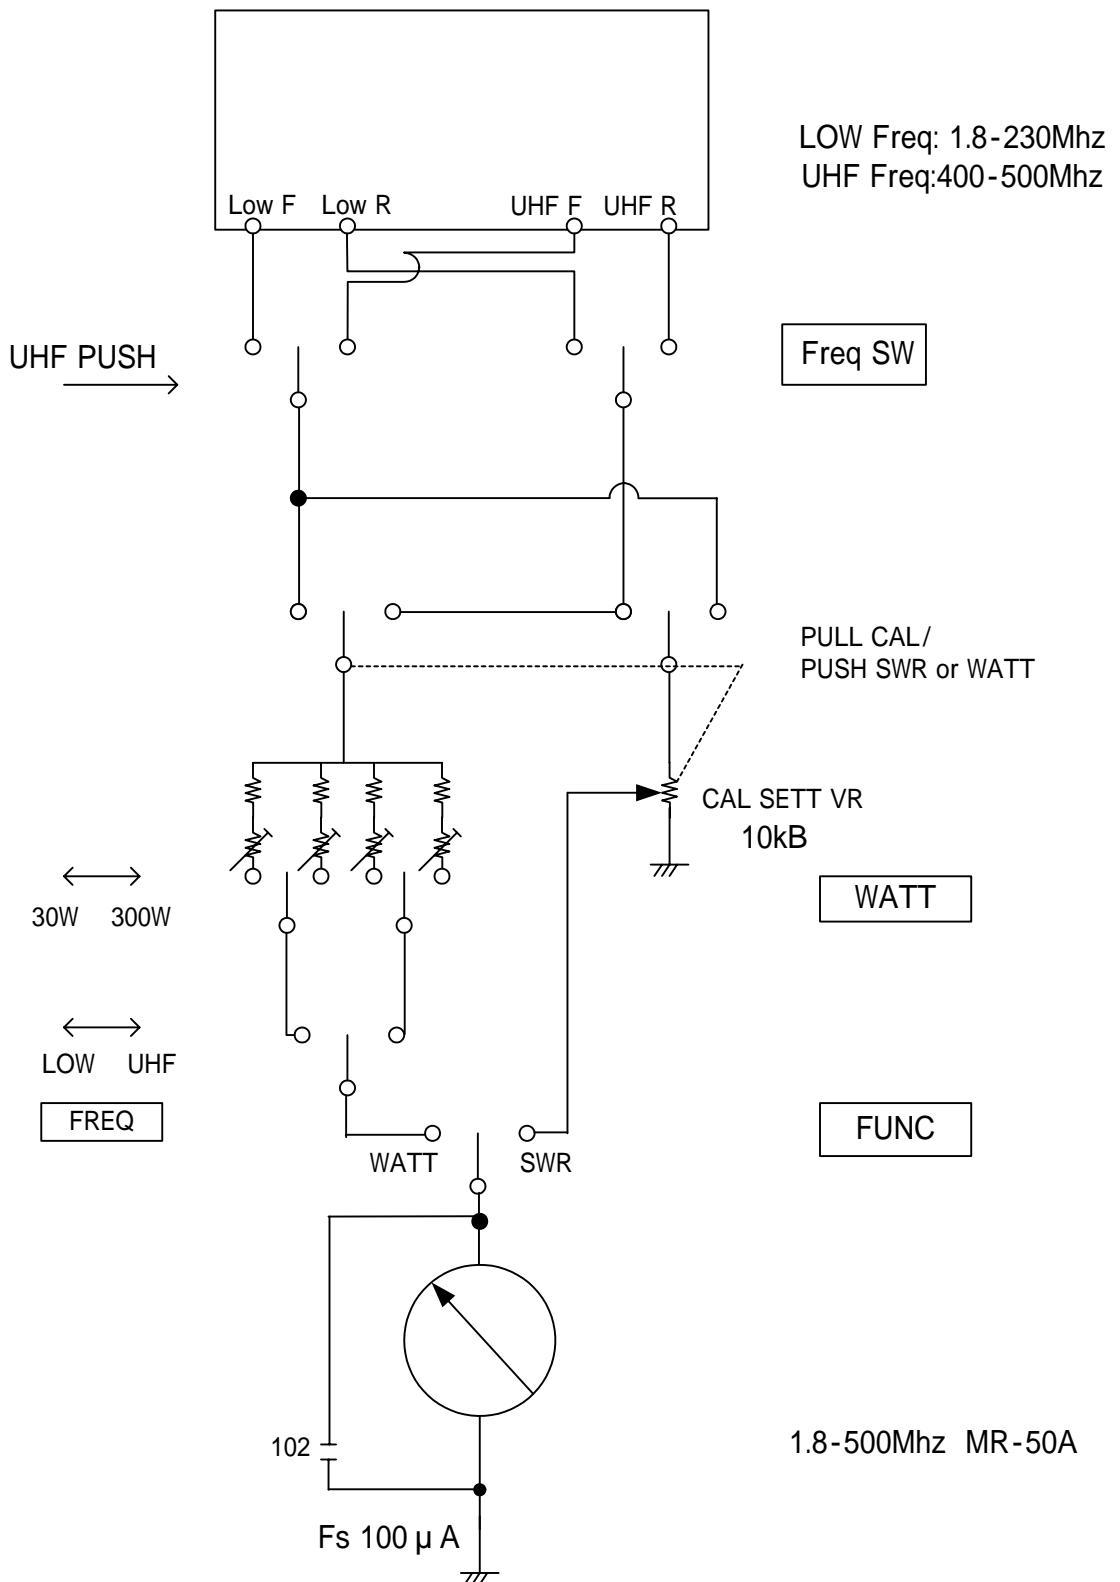 LOW Freq: 1.8-230Mhz
UHF Freq:400-500Mhz
Low F Low R UHF F UHF R
UHF PUSH
Freq SW
PULL CAL/
PUSH SWR or WATT
CAL SETT VR
10kB
WATT
30W 300W
LOW UHF
FREQ
FUNC
WATT SWR
102
1.8-500Mhz MR-50A
Fs 100 μ A